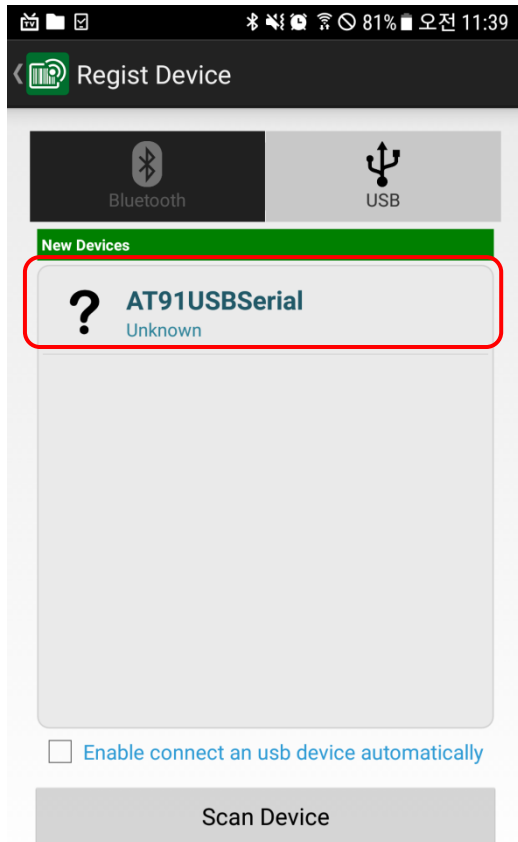 81% 오전 11:39
Regist Device
Bluetooth USB
New Devices
? AT91USBSerial
Unknown
Enable connect an usb device automatically
Scan Device